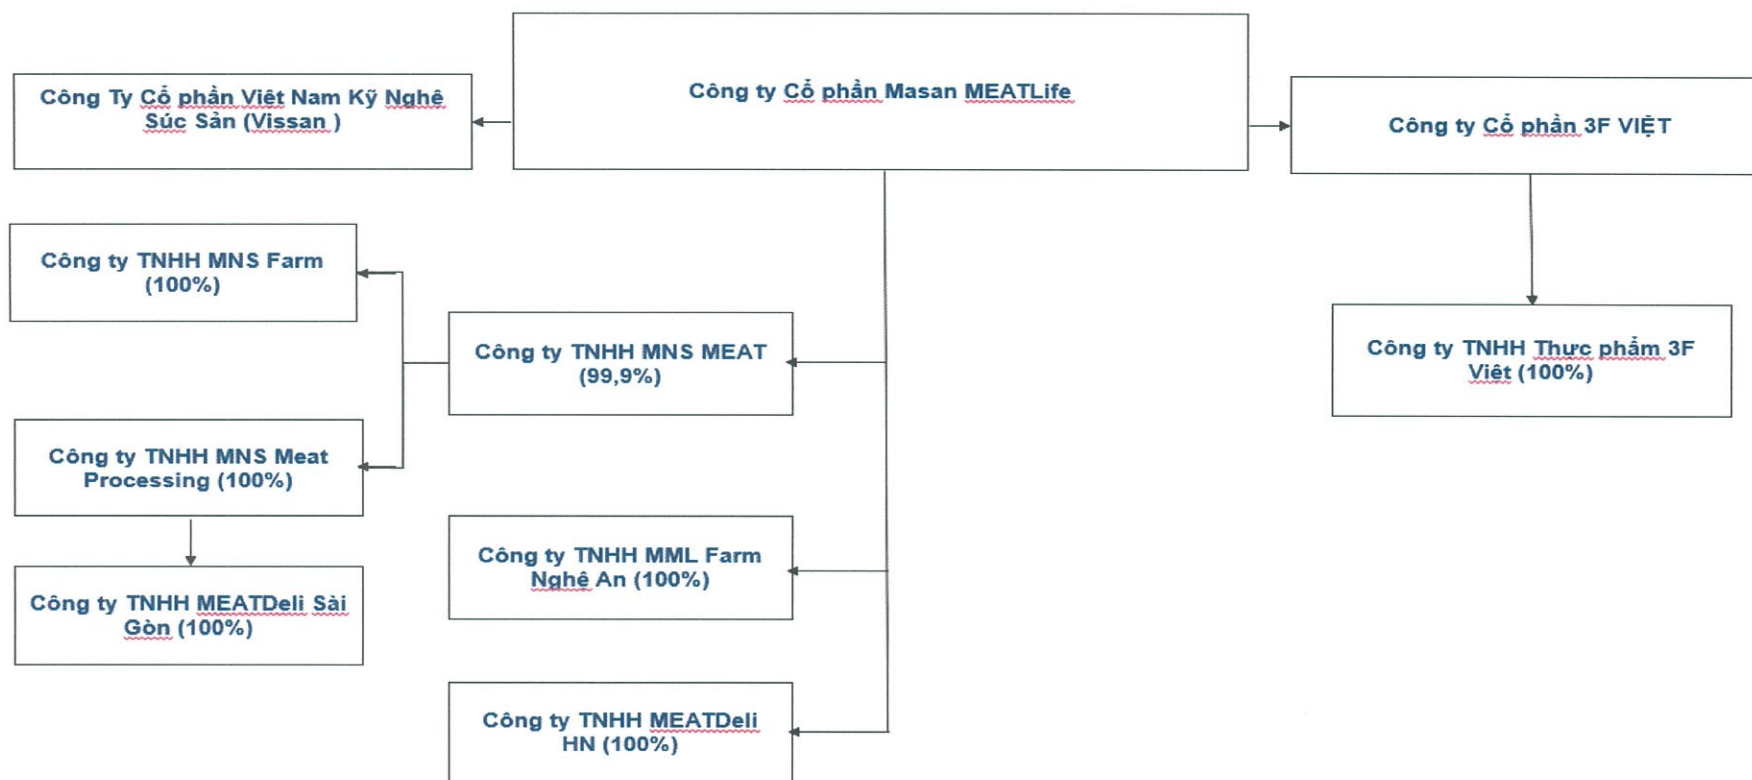 Công ty Cổ phần Masan MEATLife
Công Ty Cổ phần Việt Nam Kỹ Nghệ
Súc Sản (Vissan )
Công ty Cổ phần 3F VIỆT
Công ty TNHH MNS Farm
(100%)
Công ty TNHH MNS MEAT
(99,9%)
Công ty TNHH Thực phẩm 3F
Việt (100%)
Công ty TNHH MNS Meat
Processing (100%)
Công ty TNHH MML Farm
Nghệ An (100%)
Công ty TNHH MEATDeli Sài
Gòn (100%)
Công ty TNHH MEATDeli
HN (100%)